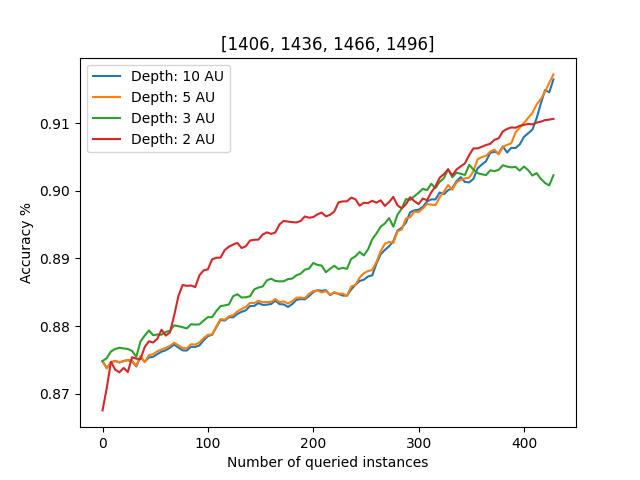 [1406, 1436, 1466, 1496]
Depth: 10 AU
Depth: 5 AU
Depth: 3 AU
Depth: 2 AU
0.91
0.90
0.89
0.88
0.87
Accuracy %
0 100 200 300 400
Number of queried instances